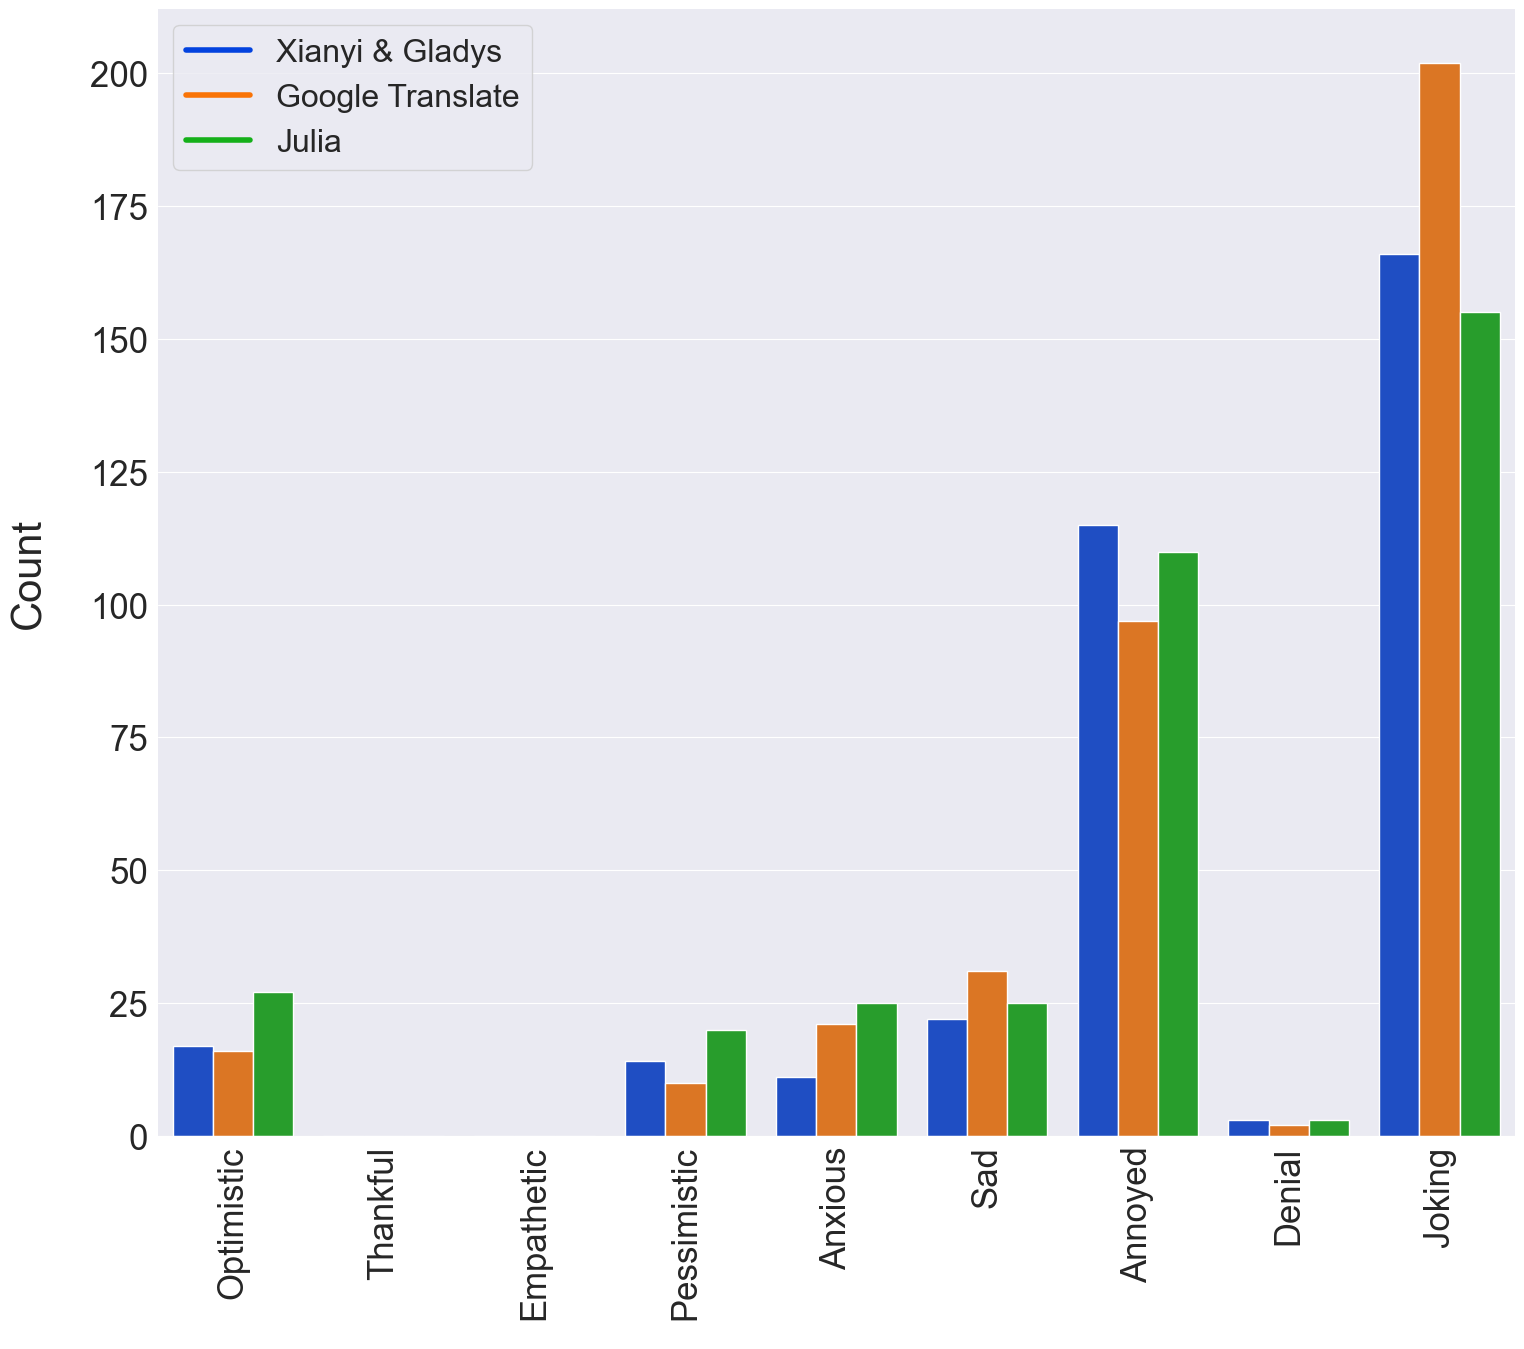 Xianyi & Gladys
Google Translate
Julia
200
175
150
125
100
75
50
25
0
Count
Optimistic
Thankful
Empathetic
Pessimistic
Anxious
Sad
Annoyed
Denial
Joking